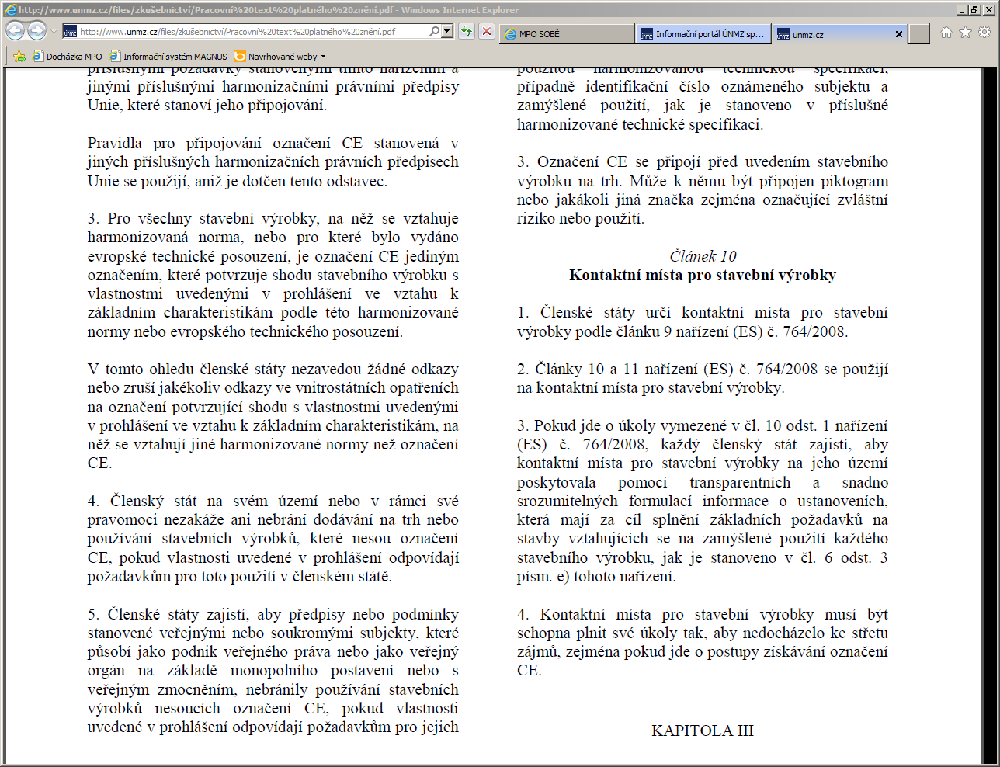 http://www.unmz.cz/files/zkušebnictví/Pracovní%20text%20platného%20znění.pdf - Windows Internet Explorer
http://www.unmz.cz/files/zkušebnictví/Pracovní%20text%20platného%20znění.pdf
MPO SOBĚ
Informační portál ÚNMZ sp...
unmz.cz
Docházka MPO
Informační systém MAGNUS
Navrhované weby
příslušnými požadavky stanovenými tímto nařízením a
jinými příslušnými harmonizačními právními předpisy
Unie, které stanoví jeho připojování.
Pravidla pro připojování označení CE stanovená v
jiných příslušných harmonizačních právních předpisech
Unie se použijí, aniž je dotčen tento odstavec.
3. Pro všechny stavební výrobky, na něž se vztahuje
harmonizovaná norma, nebo pro které bylo vydáno
evropské technické posouzení, je označení CE jediným
označením, které potvrzuje shodu stavebního výrobku s
vlastnostmi uvedenými v prohlášení ve vztahu k
základním charakteristikám podle této harmonizované
normy nebo evropského technického posouzení.
V tomto ohledu členské státy nezavedou žádné odkazy
nebo zruší jakékoliv odkazy ve vnitrostátních opatřeních
na označení potvrzující shodu s vlastnostmi uvedenými
v prohlášení ve vztahu k základním charakteristikám, na
něž se vztahují jiné harmonizované normy než označení
CE.
4. Členský stát na svém území nebo v rámci své
pravomoci nezakáže ani nebrání dodávání na trh nebo
používání stavebních výrobků, které nesou označení
CE, pokud vlastnosti uvedené v prohlášení odpovídají
požadavkům pro toto použití v členském státě.
5. Členské státy zajistí, aby předpisy nebo podmínky
stanovené veřejnými nebo soukromými subjekty, které
působí jako podnik veřejného práva nebo jako veřejný
orgán na základě monopolního postavení nebo s
veřejným zmocněním, nebránily používání stavebních
výrobků nesoucích označení CE, pokud vlastnosti
uvedené v prohlášení odpovídají požadavkům pro jejich
použitou harmonizovanou technickou specifikaci,
případně identifikační číslo oznámeného subjektu a
zamýšlené použití, jak je stanoveno v příslušné
harmonizované technické specifikaci.
3. Označení CE se připojí před uvedením stavebního
výrobku na trh. Může k němu být připojen piktogram
nebo jakákoli jiná značka zejména označující zvláštní
riziko nebo použití.
Článek 10
Kontaktní místa pro stavební výrobky
1. Členské státy určí kontaktní místa pro stavební
výrobky podle článku 9 nařízení (ES) č. 764/2008.
2. Články 10 a 11 nařízení (ES) č. 764/2008 se použijí
na kontaktní místa pro stavební výrobky.
3. Pokud jde o úkoly vymezené v čl. 10 odst. 1 nařízení
(ES) č. 764/2008, každý členský stát zajistí, aby
kontaktní místa pro stavební výrobky na jeho území
poskytovala pomocí transparentních a snadno
srozumitelných formulací informace o ustanoveních,
která mají za cíl splnění základních požadavků na
stavby vztahujících se na zamýšlené použití každého
stavebního výrobku, jak je stanoveno v čl. 6 odst. 3
písm. e) tohoto nařízení.
4. Kontaktní místa pro stavební výrobky musí být
schopna plnit své úkoly tak, aby nedocházelo ke střetu
zájmů, zejména pokud jde o postupy získávání označení
CE.
KAPITOLA III